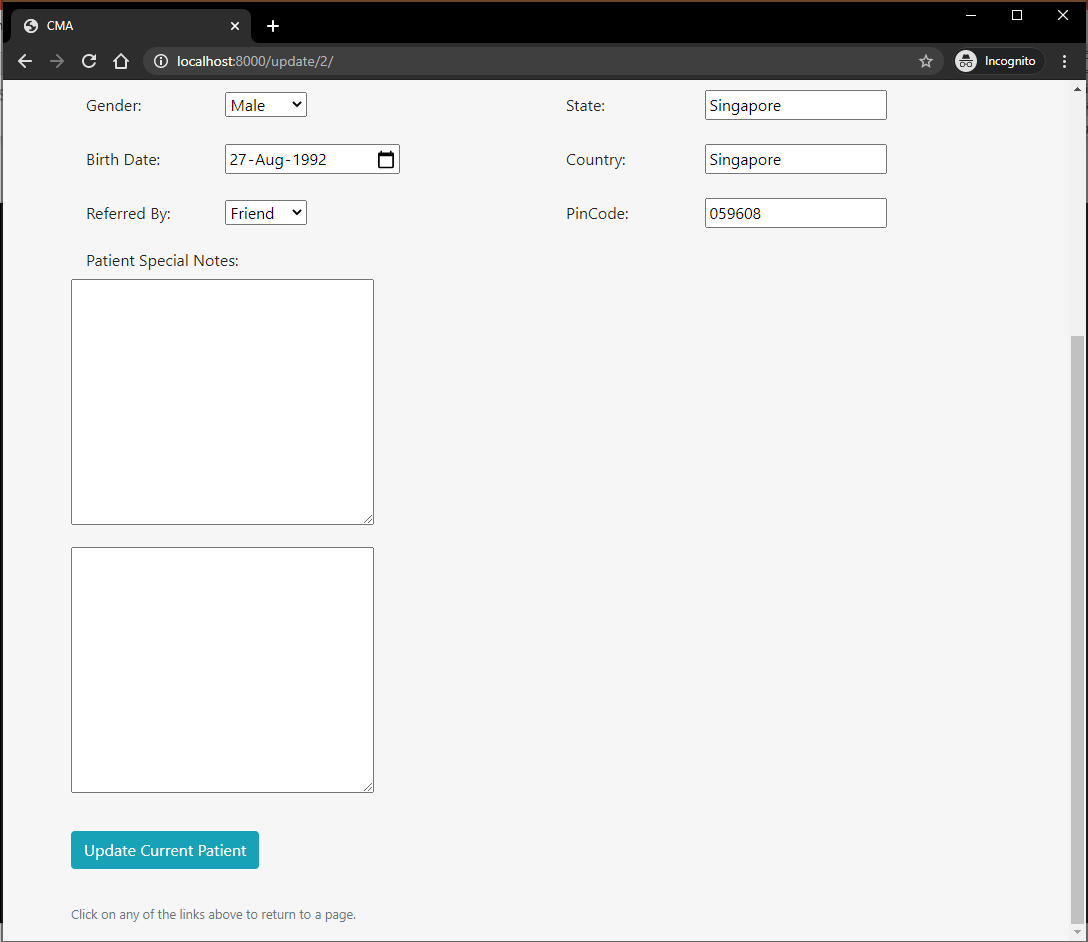 CMA
localhost:8000/update/2/
Incognito
Gender: Male State: Singapore
Birth Date: 27-Aug-1992 Country: Singapore
Referred By: Friend PinCode: 059608
Patient Special Notes:
Update Current Patient
Click on any of the links above to return to a page.